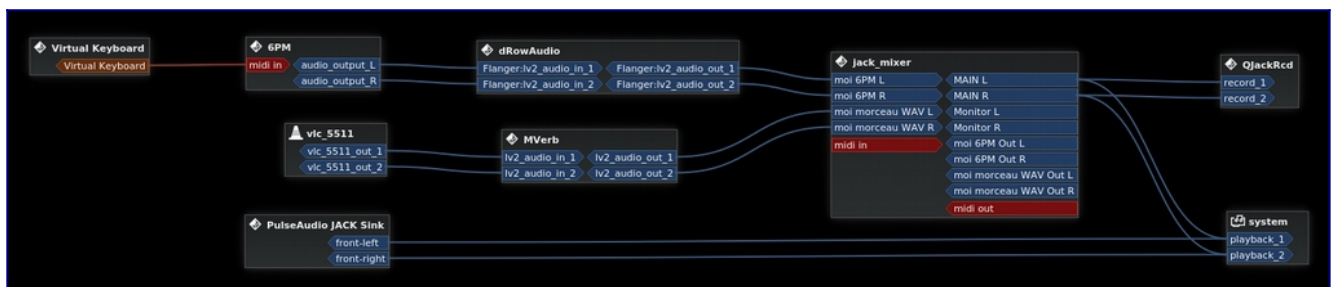 Virtual Keyboard
Virtual Keyboard
6PM
midi in
audio_output_L
audio_output_R
dRowAudio
Flanger:lv2_audio_in_1
Flanger:lv2_audio_out_1
Flanger:lv2_audio_in_2
Flanger:lv2_audio_out_2
vlc_5511
vlc_5511_out_1
vlc_5511_out_2
MVerb
lv2_audio_in_1
lv2_audio_out_1
lv2_audio_in_2
lv2_audio_out_2
PulseAudio JACK Sink
front-left
front-right
jack_mixer
moi 6PM L
MAIN L
moi 6PM R
MAIN R
moi morceau WAV L
Monitor L
moi morceau WAV R
Monitor R
midi in
moi 6PM Out L
moi 6PM Out R
moi morceau WAV Out L
moi morceau WAV Out R
midi out
QJackRcd
record_1
record_2
system
playback_1
playback_2